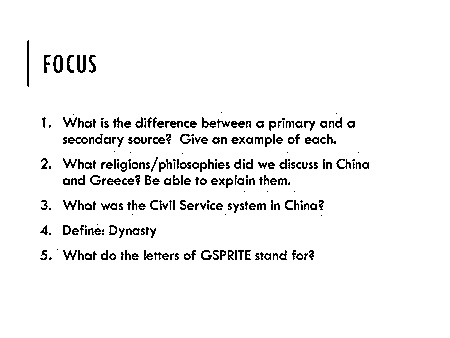 FOCUS
1. What is the difference between a primary and a
secondary source? Give an example of each.
2. What religions/philosophies did we discuss in China
and Greece? Be able to explain them.
3. What was the Civil Service system in China?
4. Define: Dynasty
5. What do the letters of GSPRITE stand for?